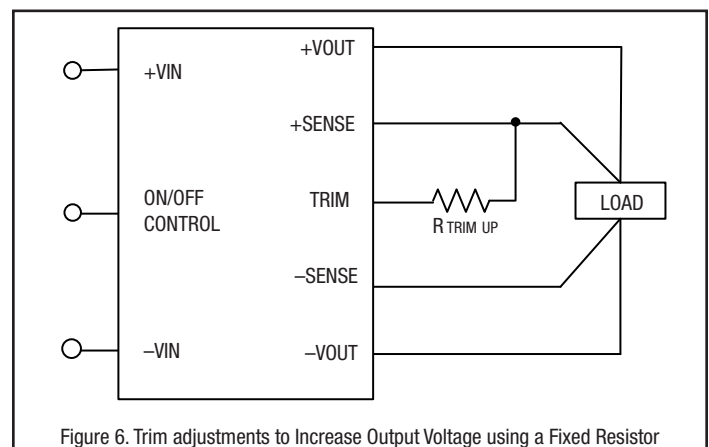 +VOUT
+VIN
+SENSE
ON/OFF
CONTROL
TRIM
R TRIM UP
LOAD
–SENSE
–VIN
–VOUT
Figure 6. Trim adjustments to Increase Output Voltage using a Fixed Resistor